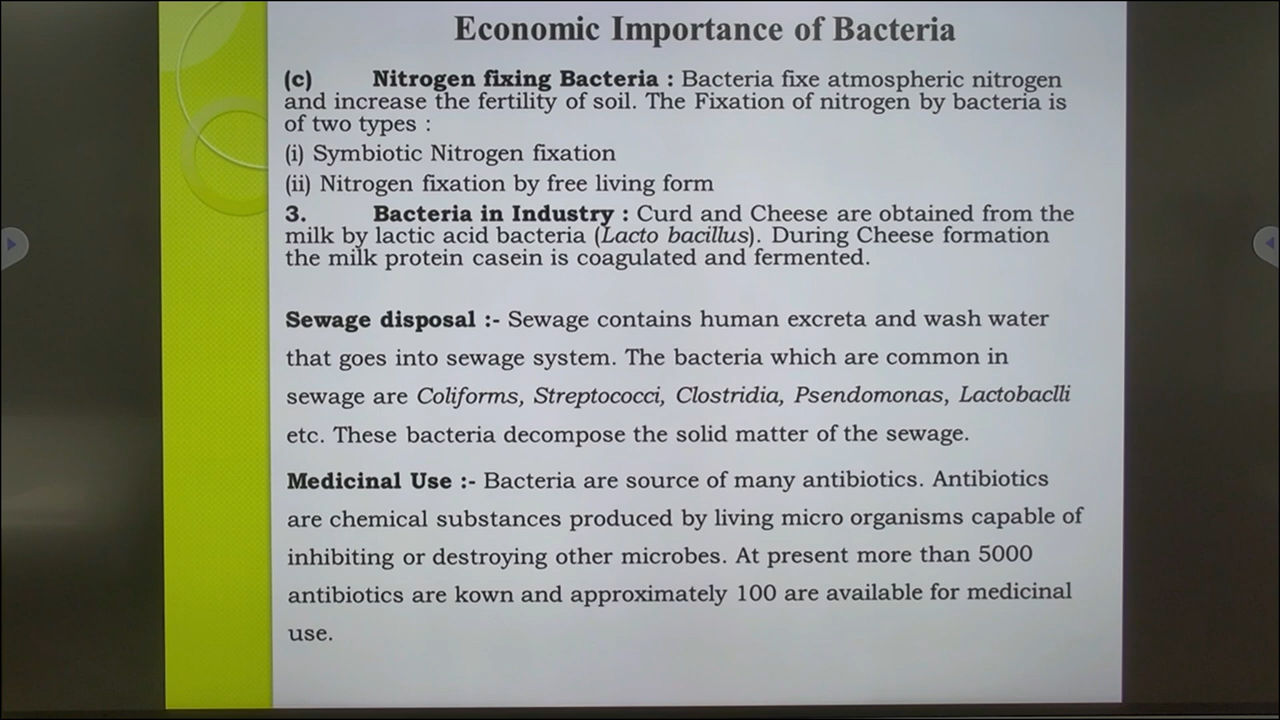 Economic Importance of Bacteria
(c) Nitrogen fixing Bacteria : Bacteria fixe atmospheric nitrogen
and increase the fertility of soil. The Fixation of nitrogen by bacteria is
of two types :
(i) Symbiotic Nitrogen fixation
(ii) Nitrogen fixation by free living form
3. Bacteria in Industry : Curd and Cheese are obtained from the
milk by lactic acid bacteria (Lacto bacillus). During Cheese formation
the milk protein casein is coagulated and fermented.
Sewage disposal :- Sewage contains human excreta and wash water
that goes into sewage system. The bacteria which are common in
sewage are Coliforms, Streptococci, Clostridia, Psendomonas, Lactobaclli
etc. These bacteria decompose the solid matter of the sewage.
Medicinal Use :- Bacteria are source of many antibiotics. Antibiotics
are chemical substances produced by living micro organisms capable of
inhibiting or destroying other microbes. At present more than 5000
antibiotics are kown and approximately 100 are available for medicinal
use.